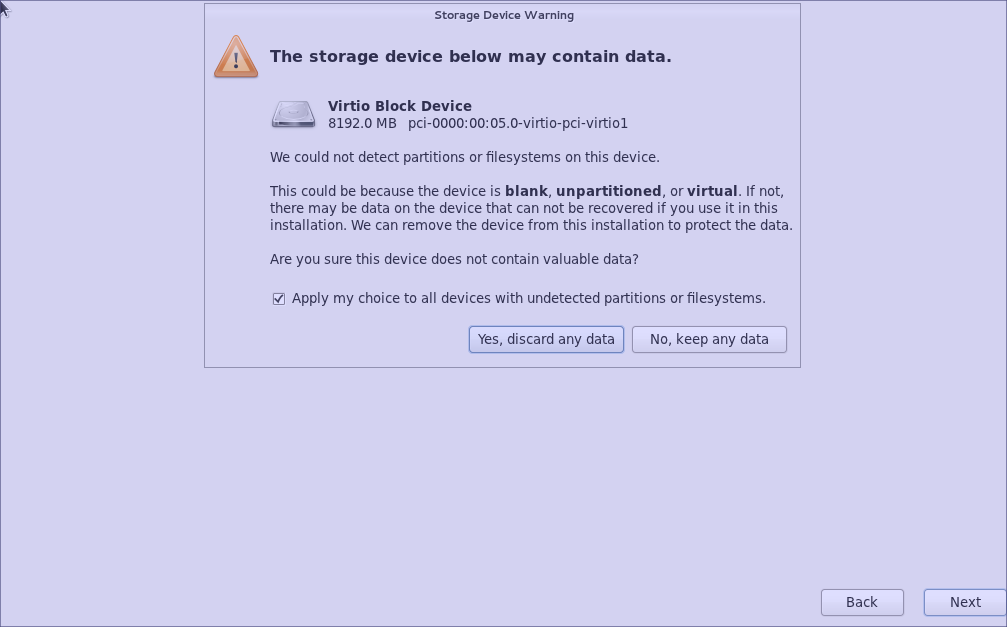 Storage Device Warning
The storage device below may contain data.
Virtio Block Device
8192.0 MB pci-0000:00:05.0-virtio-pci-virtio1
We could not detect partitions or filesystems on this device.
This could be because the device is blank, unpartitioned, or virtual. If not,
there may be data on the device that can not be recovered if you use it in this
installation. We can remove the device from this installation to protect the data.
Are you sure this device does not contain valuable data?
Apply my choice to all devices with undetected partitions or filesystems.
Yes, discard any data
No, keep any data
Back
Next